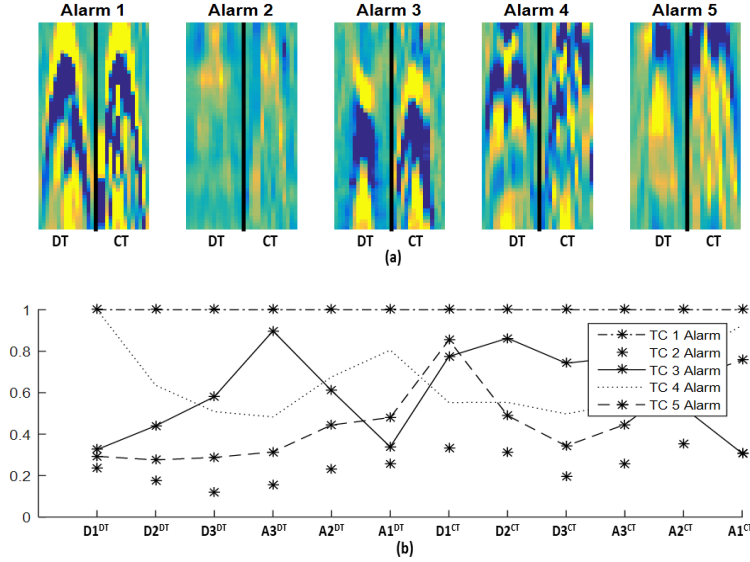 Alarm 1 Alarm 2 Alarm 3 Alarm 4 Alarm 5
DT CT DT CT DT CT DT CT DT CT
(a)
1
0.8
0.6
0.4
0.2
0
TC 1 Alarm
TC 2 Alarm
TC 3 Alarm
TC 4 Alarm
TC 5 Alarm
D1ᴰᵀ D2ᴰᵀ D3ᴰᵀ A3ᴰᵀ A2ᴰᵀ A1ᴰᵀ D1ᶜᵀ D2ᶜᵀ D3ᶜᵀ A3ᶜᵀ A2ᶜᵀ A1ᶜᵀ
(b)